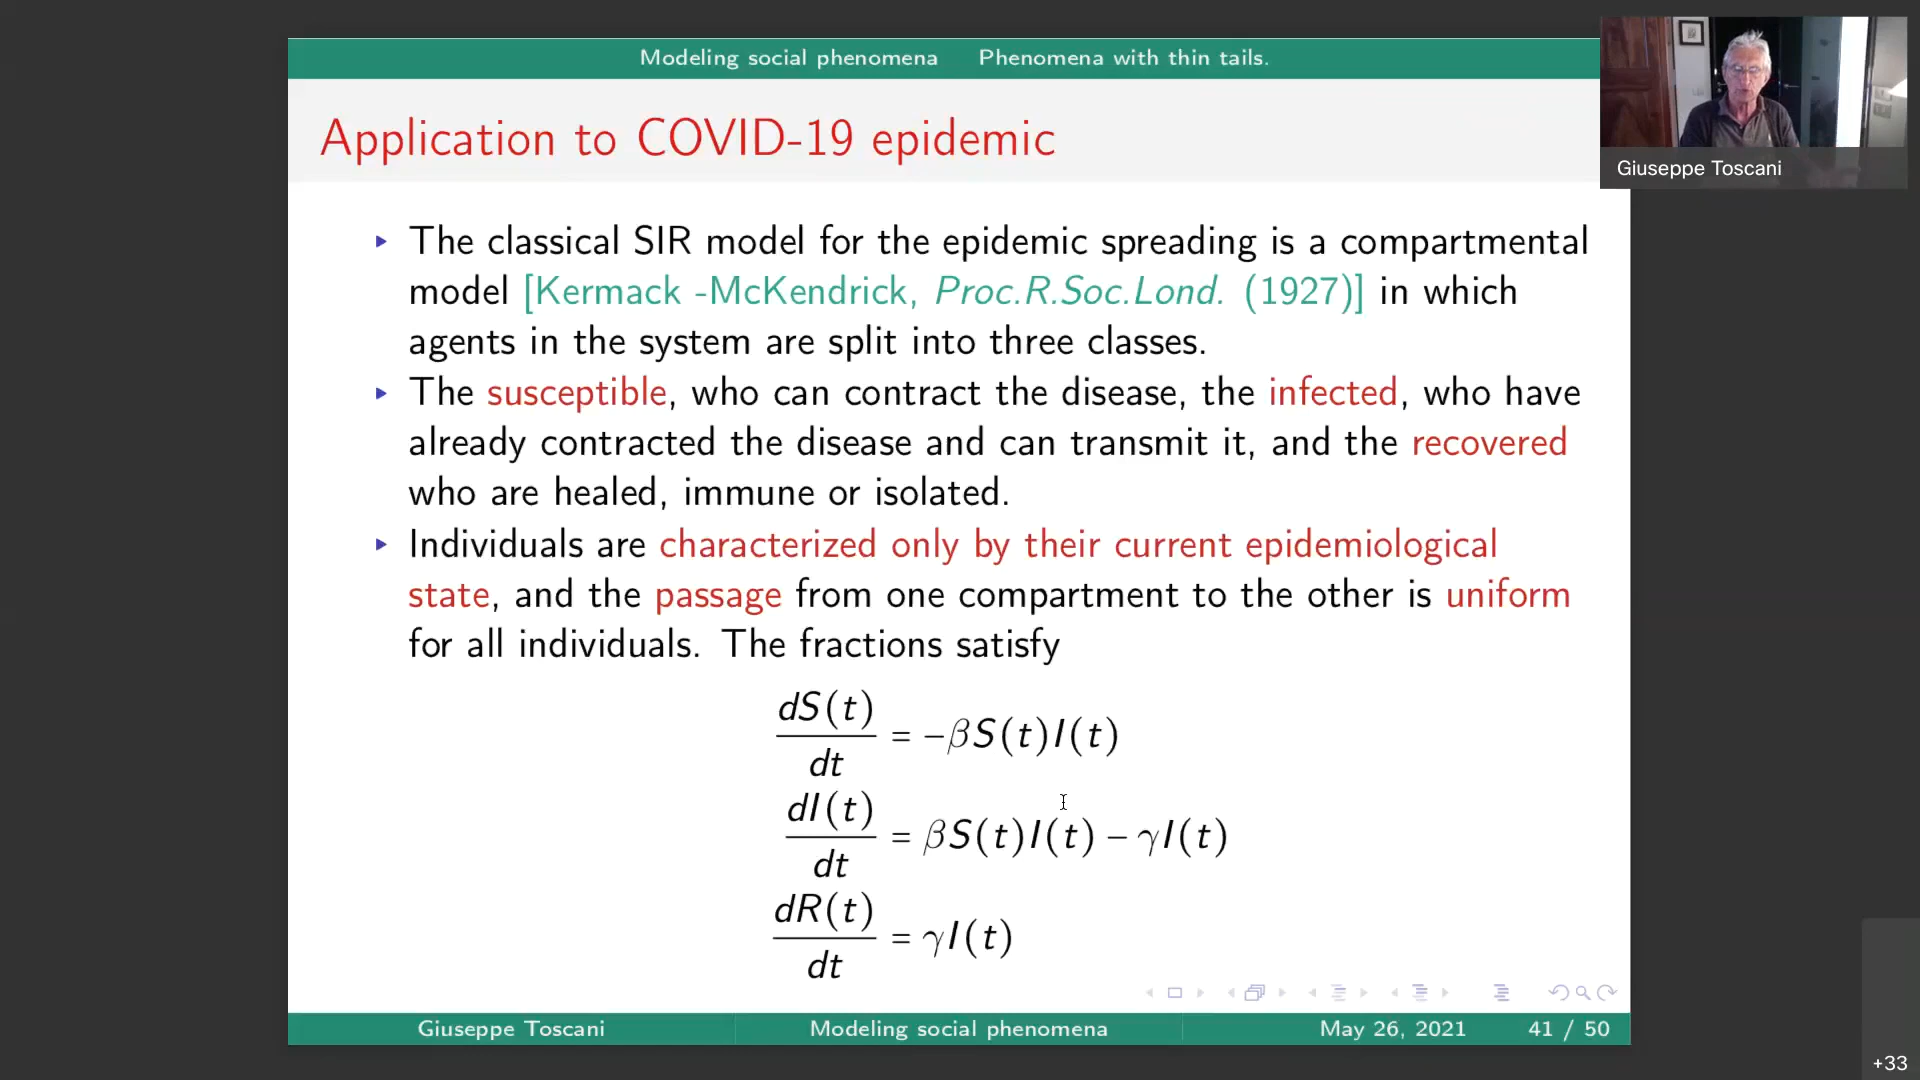 Modeling social phenomena Phenomena with thin tails.
Application to COVID-19 epidemic
Giuseppe Toscani
▸ The classical SIR model for the epidemic spreading is a compartmental
model [Kermack -McKendrick, Proc.R.Soc.Lond. (1927)] in which
agents in the system are split into three classes.
▸ The susceptible, who can contract the disease, the infected, who have
already contracted the disease and can transmit it, and the recovered
who are healed, immune or isolated.
▸ Individuals are characterized only by their current epidemiological
state, and the passage from one compartment to the other is uniform
for all individuals. The fractions satisfy
dS(t)/dt = −βS(t)I(t)
dI(t)/dt = βS(t)I(t) − γI(t)
dR(t)/dt = γI(t)
Giuseppe Toscani Modeling social phenomena May 26, 2021 41 / 50
+33